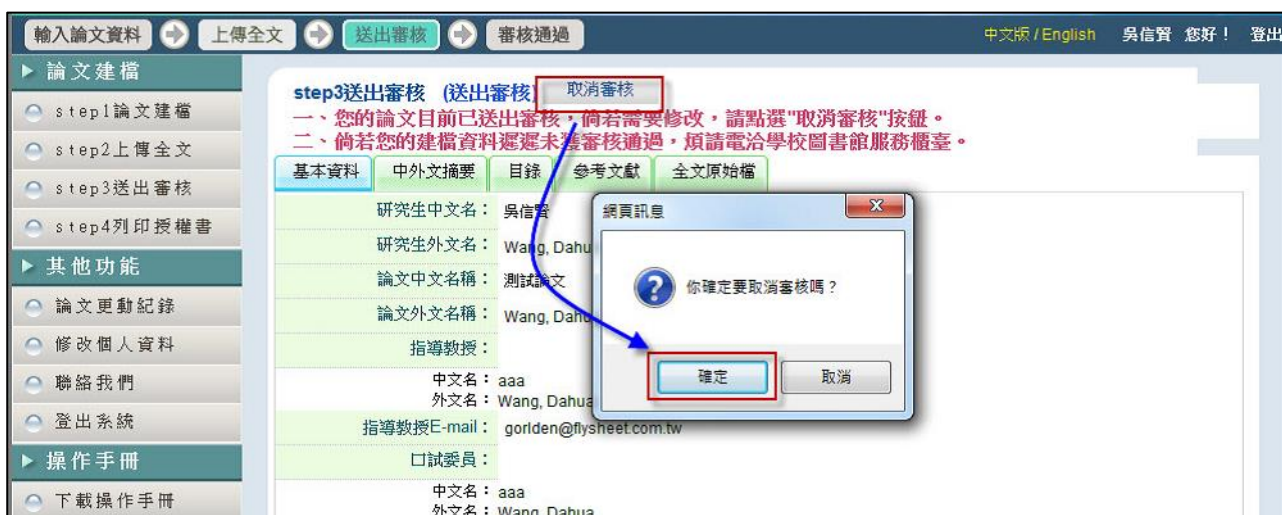 輸入論文資料 上傳全文 送出審核 審核通過 中文版 / English 吳信賢 您好! 登出
論文建檔
step1論文建檔
step2上傳全文
step3送出審核
step4列印授權書
其他功能
論文更動紀錄
修改個人資料
聯絡我們
登出系統
操作手冊
下載操作手冊
step3送出審核 (送出審核) 取消審核
一、您的論文目前已送出審核,倘若需要修改,請點選"取消審核"按鈕。
二、倘若您的建檔資料遲遲未獲審核通過,煩請電洽學校圖書館服務櫃臺。
基本資料 中外文摘要 目錄 參考文獻 全文原始檔
研究生中文名: 吳信賢
研究生外文名: Wang, Dahu
論文中文名稱: 測試論文
論文外文名稱: Wang, Dahu
指導教授:
中文名: aaa
外文名: Wang, Dahua
指導教授E-mail: gorlden@flysheet.com.tw
口試委員:
中文名: aaa
外文名: Wang, Dahua
網頁訊息
你確定要取消審核嗎?
確定 取消